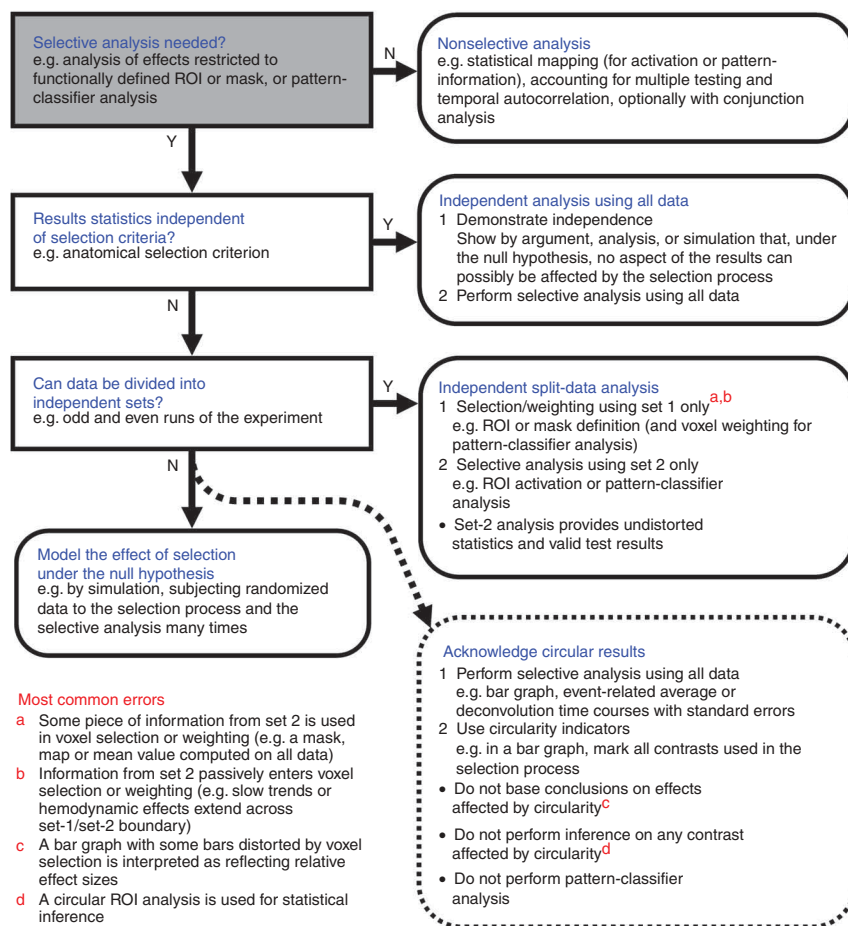 Selective analysis needed?
e.g. analysis of effects restricted to
functionally defined ROI or mask, or pattern-
classifier analysis
N
Nonselective analysis
e.g. statistical mapping (for activation or pattern-
information), accounting for multiple testing and
temporal autocorrelation, optionally with conjunction
analysis
Y
Results statistics independent
of selection criteria?
e.g. anatomical selection criterion
Y
Independent analysis using all data
1 Demonstrate independence
Show by argument, analysis, or simulation that, under
the null hypothesis, no aspect of the results can
possibly be affected by the selection process
2 Perform selective analysis using all data
N
Can data be divided into
independent sets?
e.g. odd and even runs of the experiment
Y
Independent split-data analysis
1 Selection/weighting using set 1 only a,b
e.g. ROI or mask definition (and voxel weighting for
pattern-classifier analysis)
2 Selective analysis using set 2 only
e.g. ROI activation or pattern-classifier
analysis
• Set-2 analysis provides undistorted
statistics and valid test results
N
Model the effect of selection
under the null hypothesis
e.g. by simulation, subjecting randomized
data to the selection process and the
selective analysis many times
Acknowledge circular results
1 Perform selective analysis using all data
e.g. bar graph, event-related average or
deconvolution time courses with standard errors
2 Use circularity indicators
e.g. in a bar graph, mark all contrasts used in the
selection process
• Do not base conclusions on effects
affected by circularity c
• Do not perform inference on any contrast
affected by circularity d
• Do not perform pattern-classifier
analysis
Most common errors
a Some piece of information from set 2 is used
in voxel selection or weighting (e.g. a mask,
map or mean value computed on all data)
b Information from set 2 passively enters voxel
selection or weighting (e.g. slow trends or
hemodynamic effects extend across
set-1/set-2 boundary)
c A bar graph with some bars distorted by voxel
selection is interpreted as reflecting relative
effect sizes
d A circular ROI analysis is used for statistical
inference